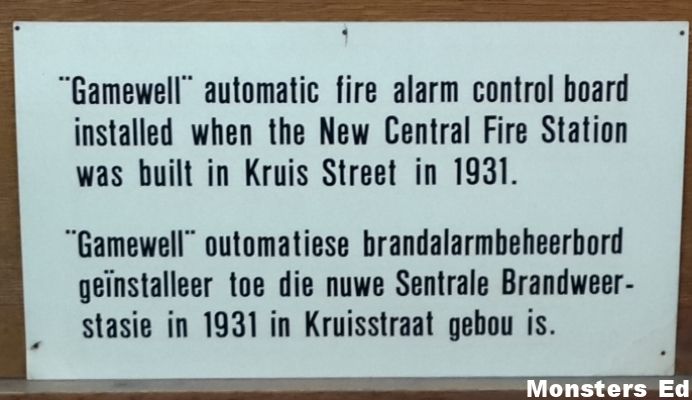 ¨Gamewell¨ automatic fire alarm control board
installed when the New Central Fire Station
was built in Kruis Street in 1931.
¨Gamewell¨ outomatiese brandalarmbeheerbord
geïnstalleer toe die nuwe Sentrale Brandweer-
stasie in 1931 in Kruisstraat gebou is.
Monsters Ed